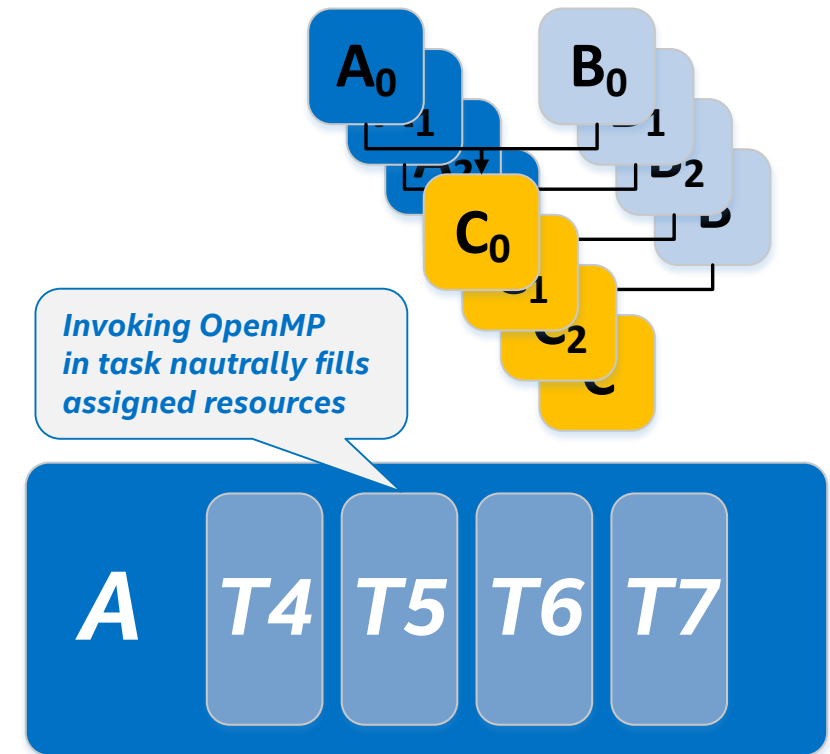 A0 B0
1 1
A2 B2
C0 B
1
C2
C
Invoking OpenMP
in task nautrally fills
assigned resources
A T4 T5 T6 T7